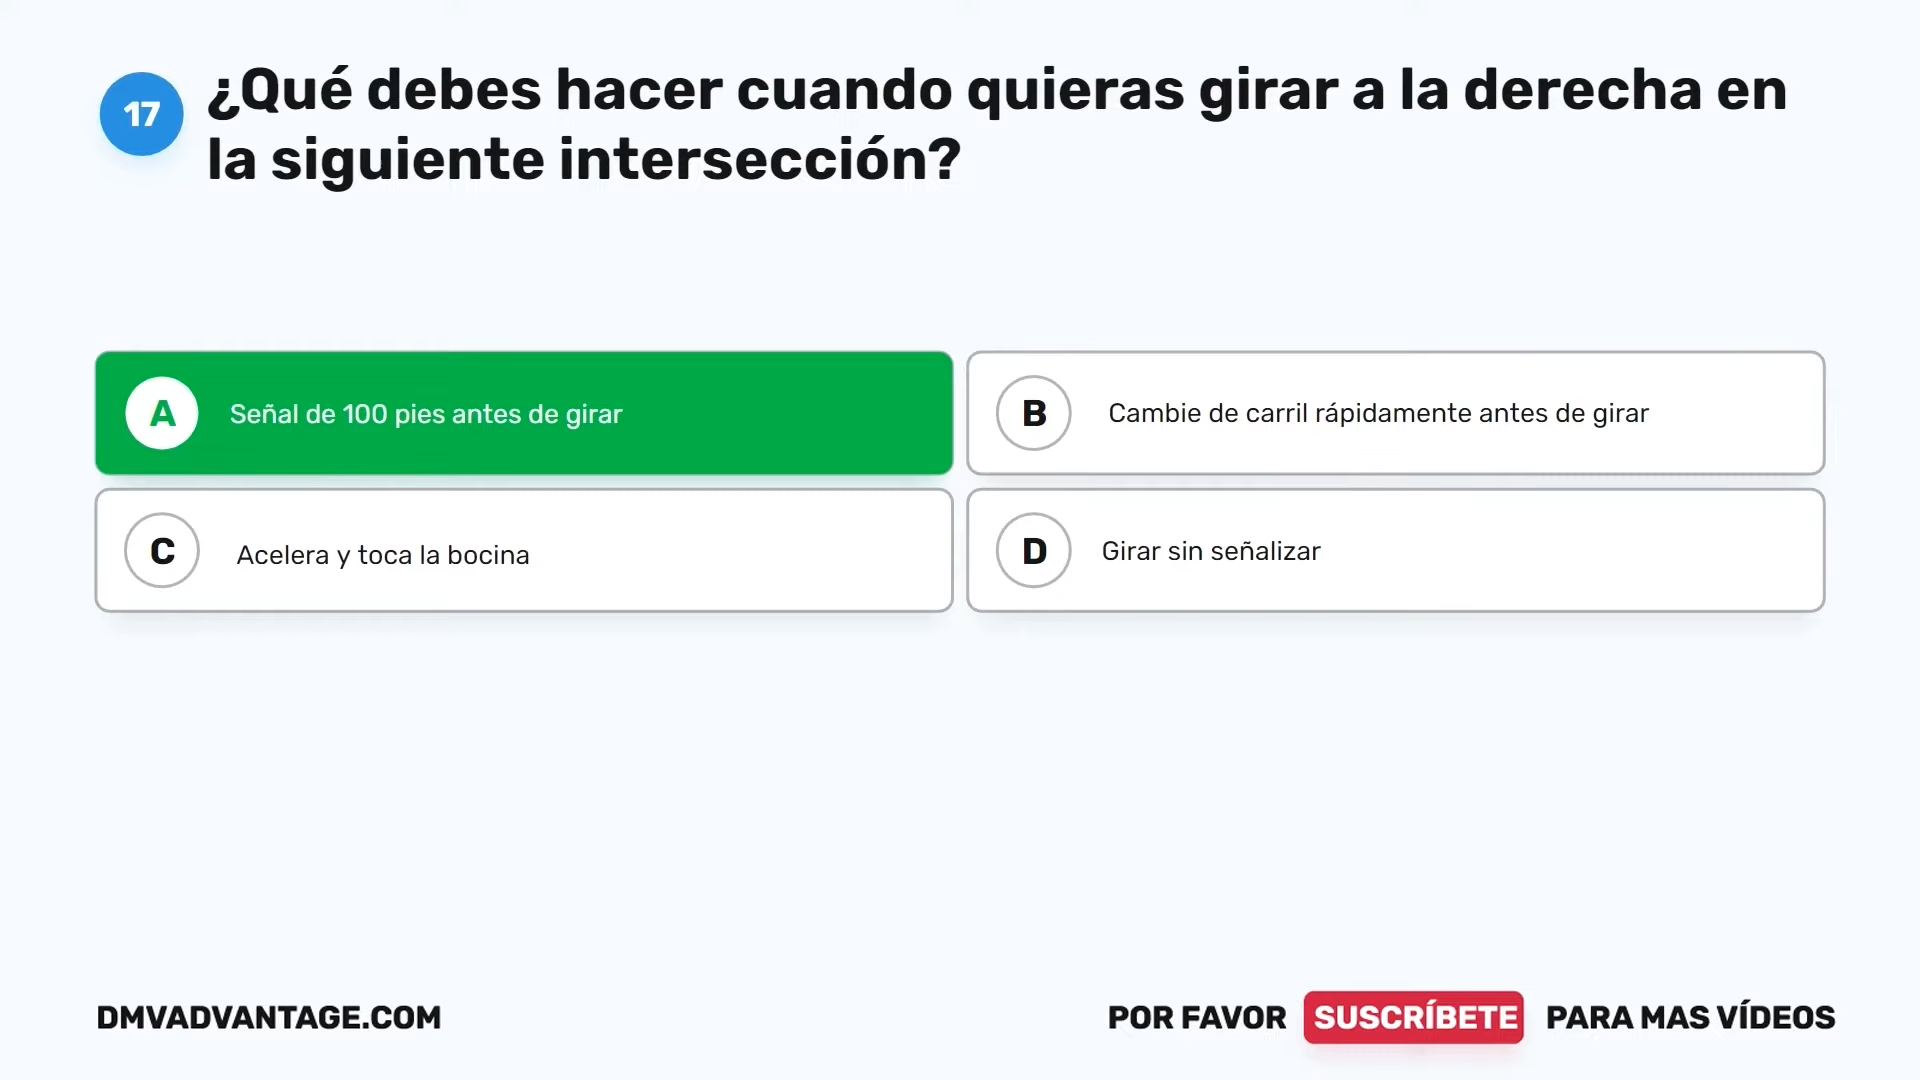 17
¿Qué debes hacer cuando quieras girar a la derecha en
la siguiente intersección?
A Señal de 100 pies antes de girar
B Cambie de carril rápidamente antes de girar
C Acelera y toca la bocina
D Girar sin señalizar
DMVADVANTAGE.COM
POR FAVOR SUSCRÍBETE PARA MAS VÍDEOS